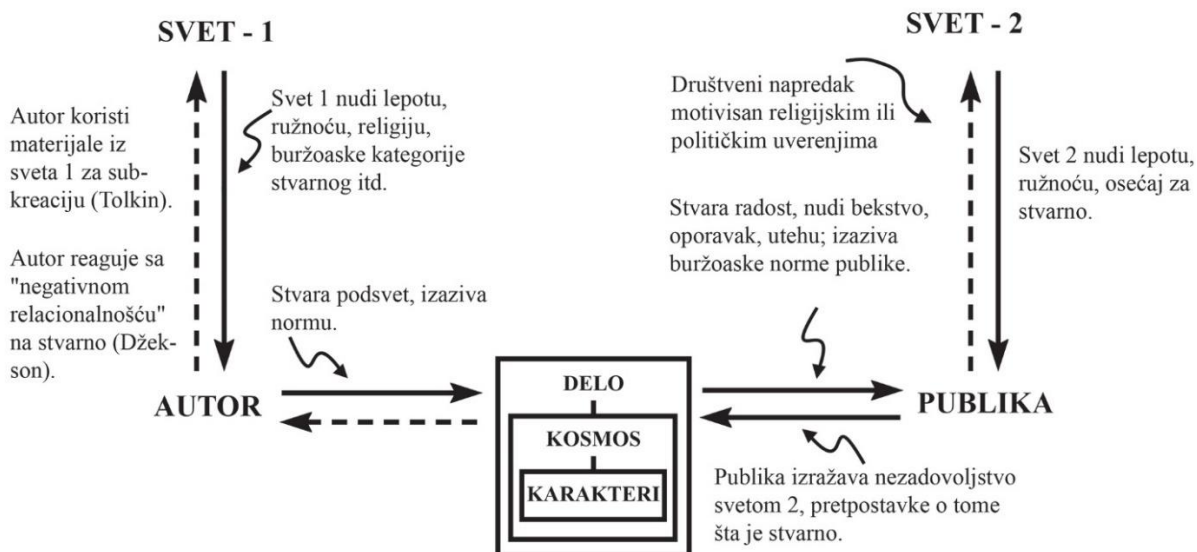 SVET - 1
Autor koristi
materijale iz
sveta 1 za sub-
kreaciju (Tolkin).
Autor reaguje sa
"negativnom
relacionalnošću"
na stvarno (Džek-
son).
Svet 1 nudi lepotu,
ružnoću, religiju,
buržoaske kategorije
stvarnog itd.
AUTOR
Stvara podsvet, izaziva
normu.
DELO
KOSMOS
KARAKTERI
SVET - 2
Društveni napredak
motivisan religijskim ili
političkim uverenjima
Svet 2 nudi lepotu,
ružnoću, osećaj za
stvarno.
Stvara radost, nudi bekstvo,
oporavak, utehu; izaziva
buržoaske norme publike.
PUBLIKA
Publika izražava nezadovoljstvo
svetom 2, pretpostavke o tome
šta je stvarno.